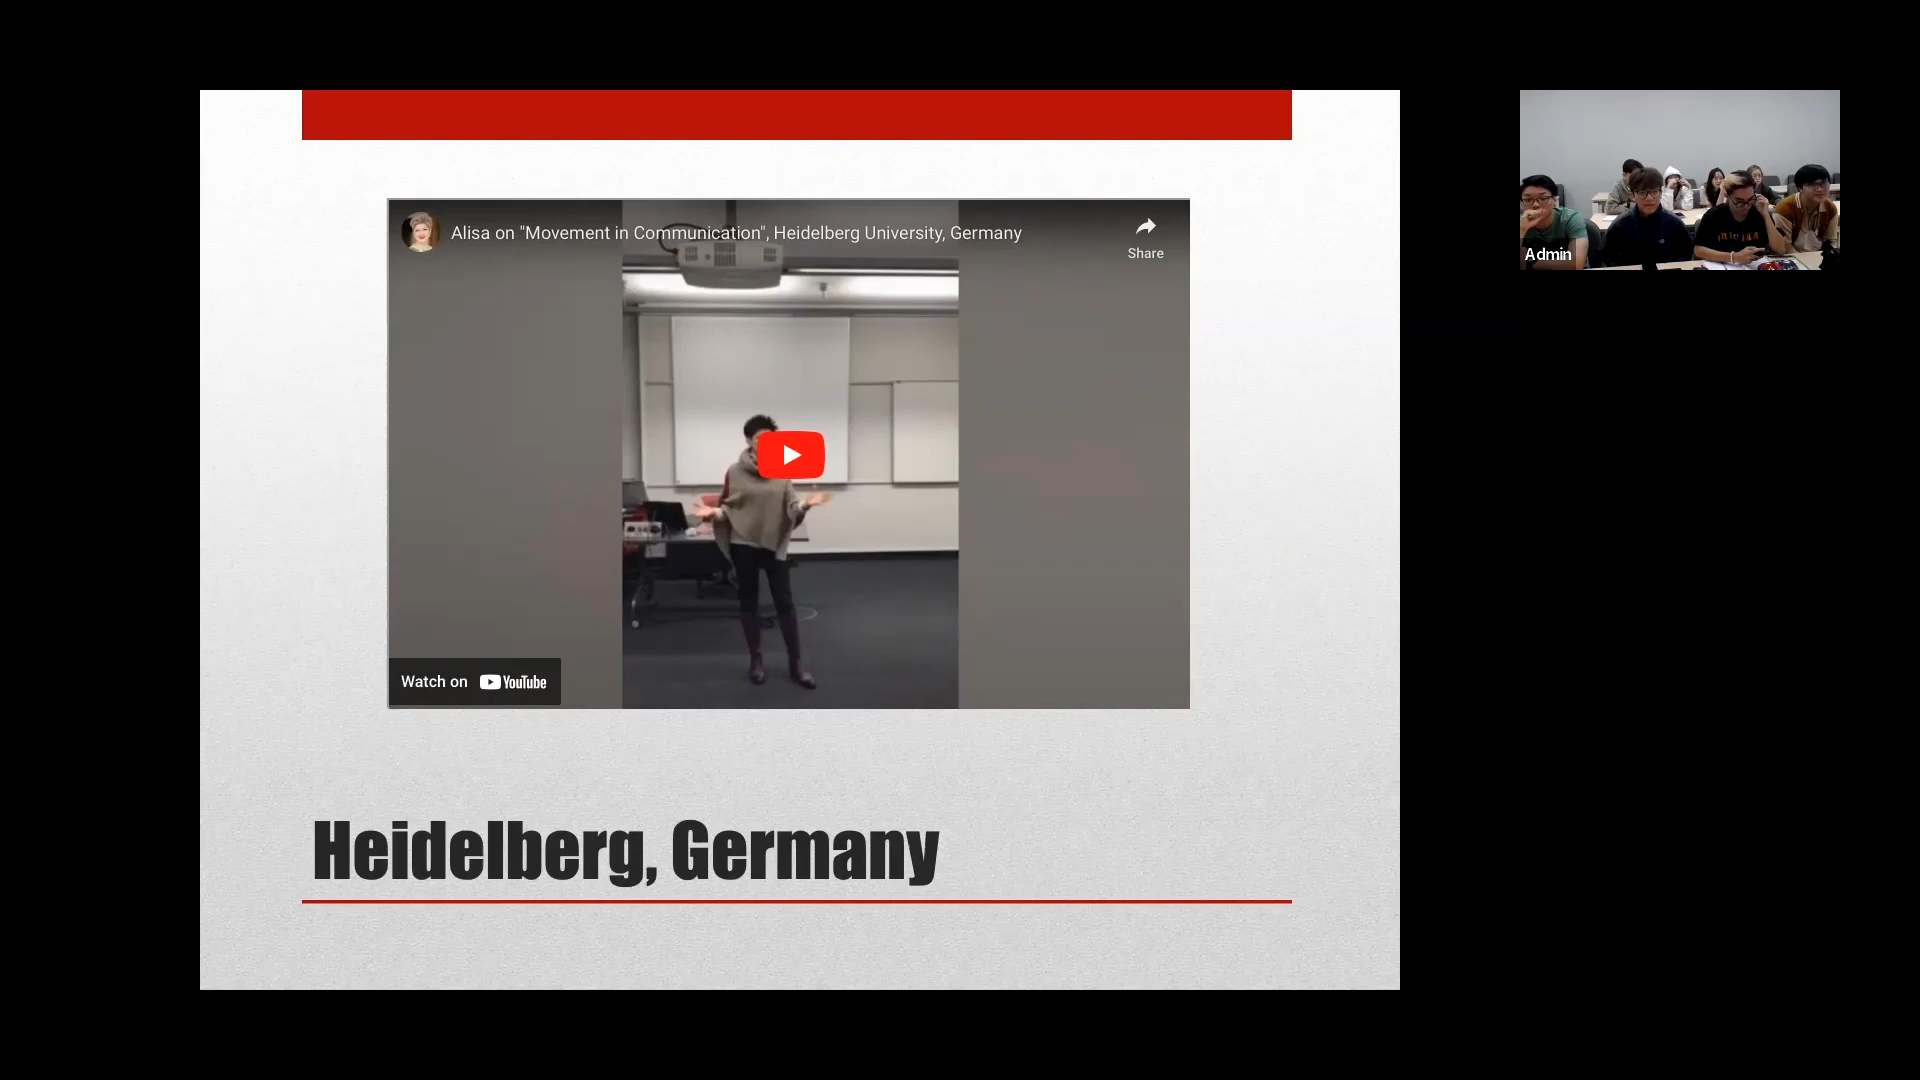 Alisa on "Movement in Communication", Heidelberg University, Germany
Share
Watch on YouTube
Heidelberg, Germany
Admin